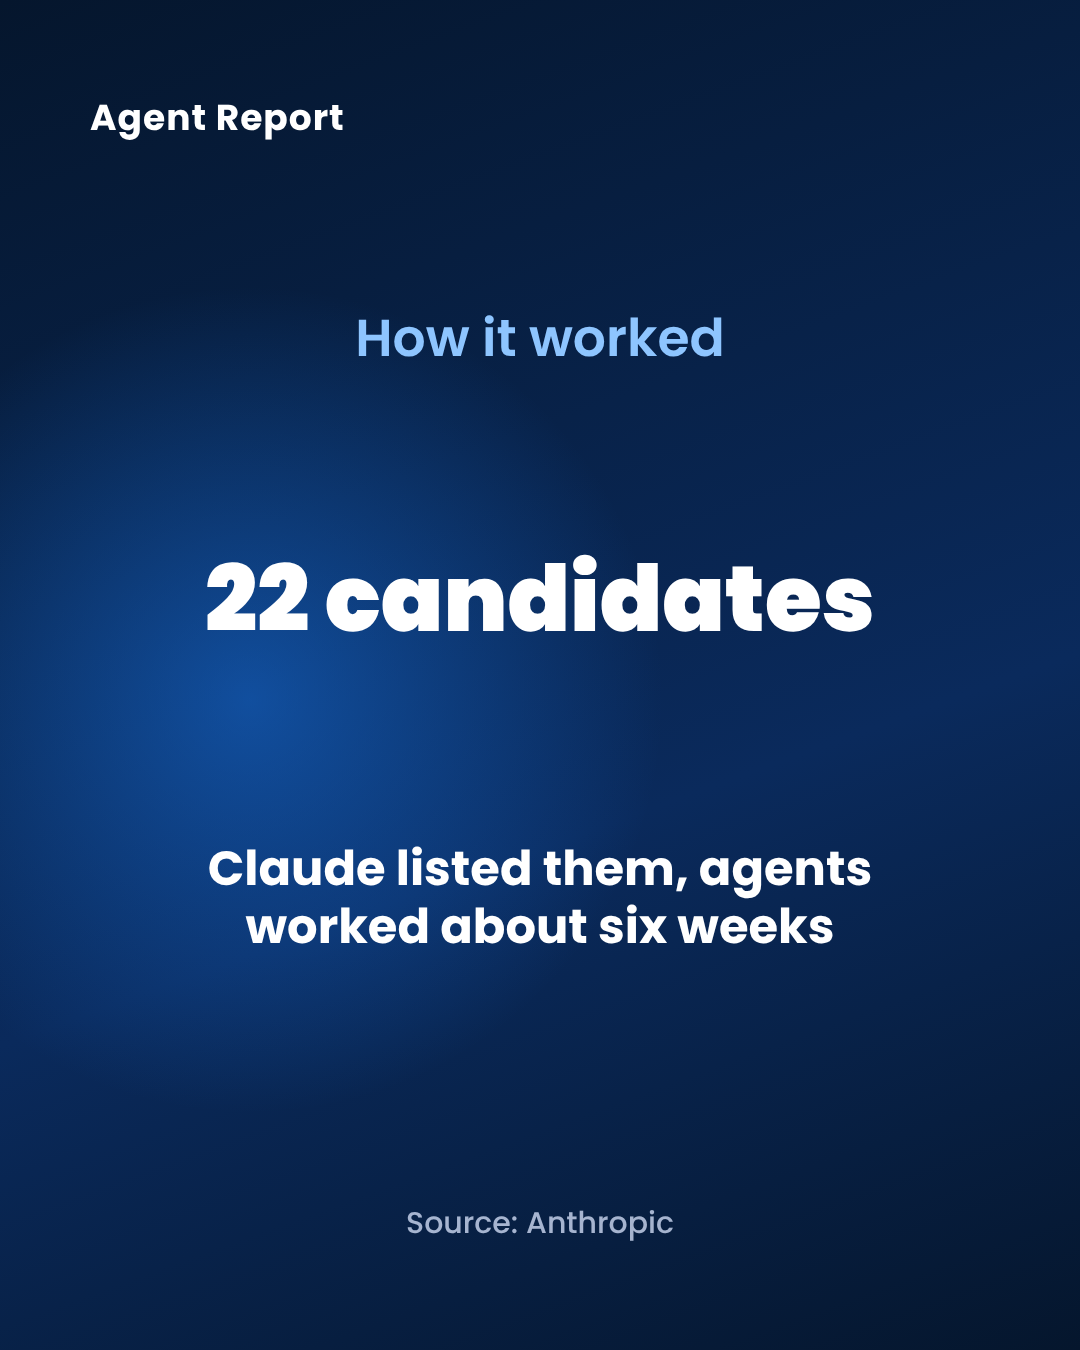 Agent Report
How it worked
22 candidates
Claude listed them, agents
worked about six weeks
Source: Anthropic